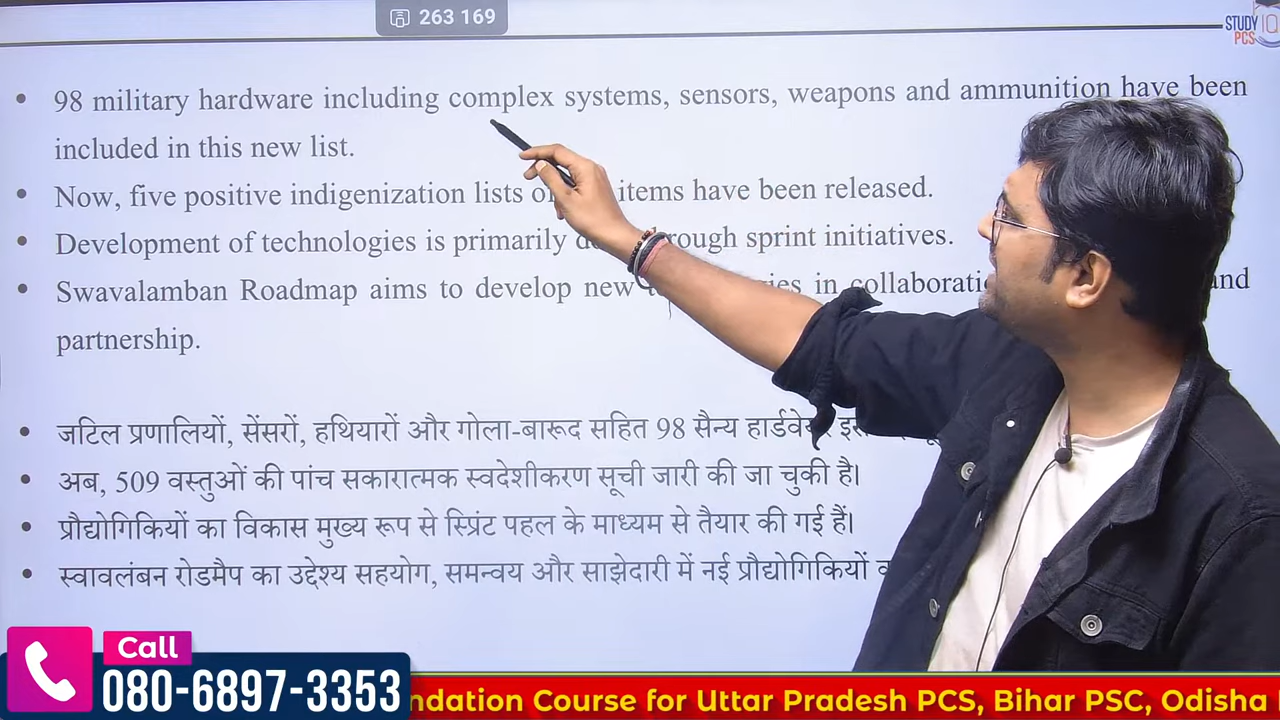 263 169
STUDY IQ
PCS
• 98 military hardware including complex systems, sensors, weapons and ammunition have been
included in this new list.
• Now, five positive indigenization lists items have been released.
• Development of technologies is primarily through sprint initiatives.
• Swavalamban Roadmap aims to develop new in and
partnership.
• जटिल प्रणालियों, सेंसरों, हथियारों और गोला-बारूद सहित 98 सैन्य हार्डवेयर
• अब, 509 वस्तुओं की पांच सकारात्मक स्वदेशीकरण सूची जारी की जा चुकी है।
• प्रौद्योगिकियों का विकास मुख्य रूप से स्प्रिंट पहल के माध्यम से तैयार की गई हैं।
• स्वावलंबन रोडमैप का उद्देश्य सहयोग, समन्वय और साझेदारी में नई प्रौद्योगिकियों
Call
080-6897-3353
ndation Course for Uttar Pradesh PCS, Bihar PSC, Odisha